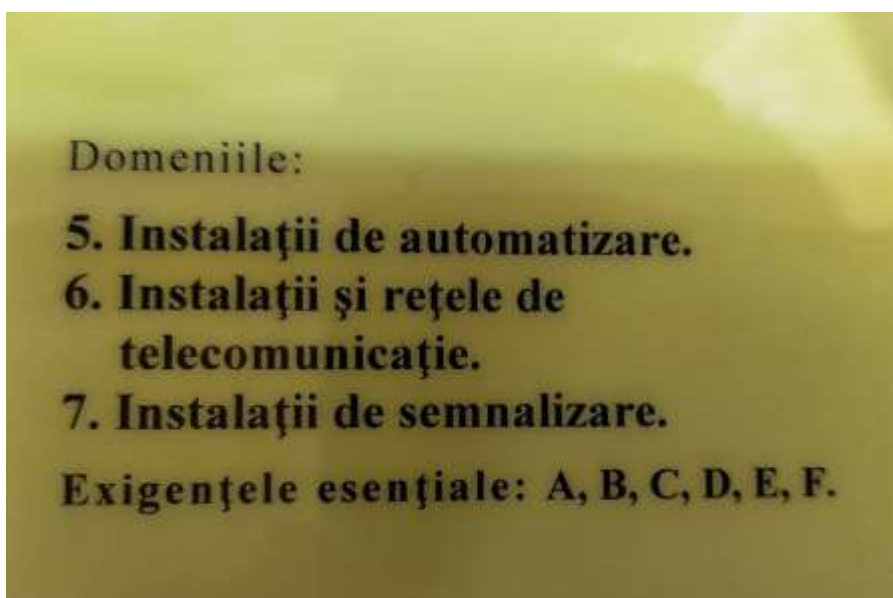 Domeniile:
5. Instalaţii de automatizare.
6. Instalaţii şi reţele de
telecomunicaţie.
7. Instalaţii de semnalizare.
Exigenţele esenţiale: A, B, C, D, E, F.